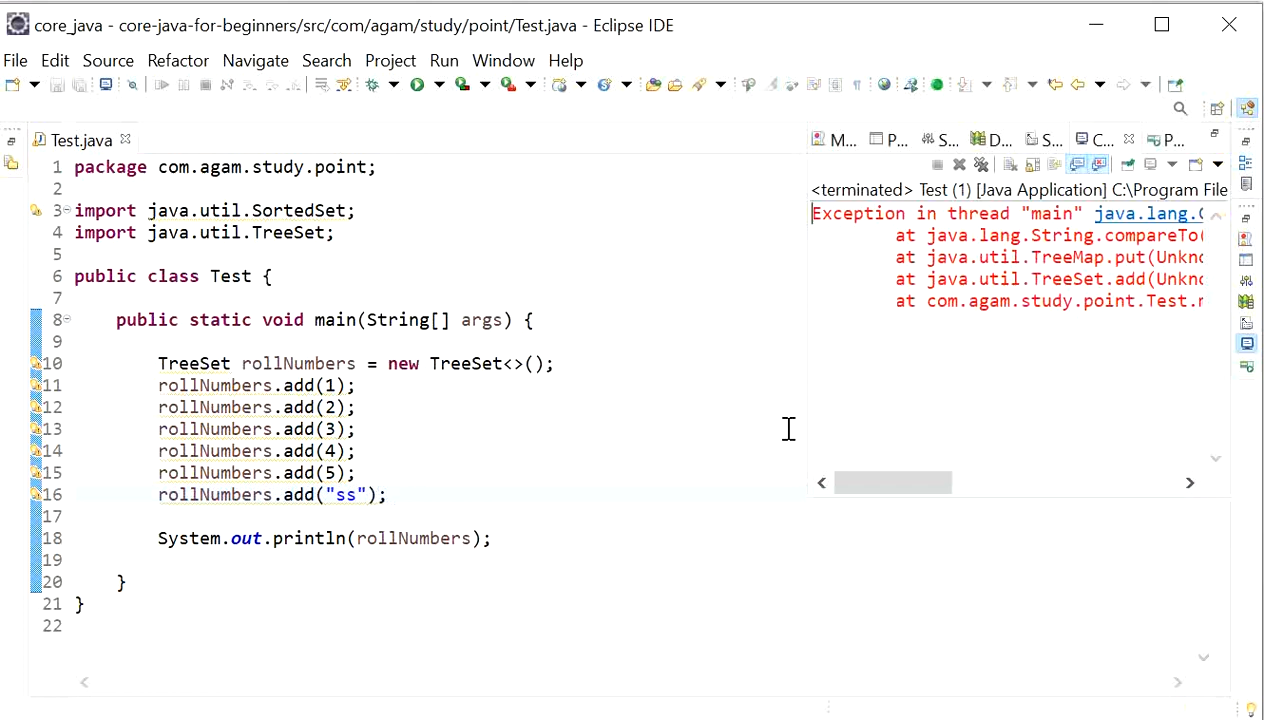 core_java - core-java-for-beginners/src/com/agam/study/point/Test.java - Eclipse IDE
File Edit Source Refactor Navigate Search Project Run Window Help
Test.java
M... P... S... D... S... C... P...
1 package com.agam.study.point;
2
3 import java.util.SortedSet;
4 import java.util.TreeSet;
5
6 public class Test {
7
8 public static void main(String[] args) {
9
10 TreeSet rollNumbers = new TreeSet<>();
11 rollNumbers.add(1);
12 rollNumbers.add(2);
13 rollNumbers.add(3);
14 rollNumbers.add(4);
15 rollNumbers.add(5);
16 rollNumbers.add("ss");
17
18 System.out.println(rollNumbers);
19
20 }
21 }
22
<terminated> Test (1) [Java Application] C:\Program File
Exception in thread "main" java.lang.C
at java.lang.String.compareTo(
at java.util.TreeMap.put(Unkno
at java.util.TreeSet.add(Unkno
at com.agam.study.point.Test.